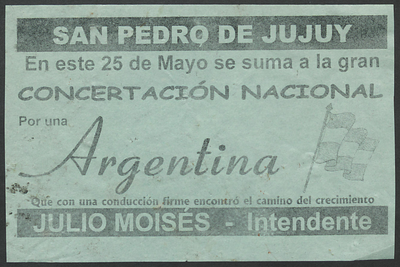 SAN PEDRO DE JUJUY
En este 25 de Mayo se suma a la gran
CONCERTACIÓN NACIONAL
Por una
Argentina
Que con una conducción firme encontró el camino del crecimiento
JULIO MOISÉS - Intendente